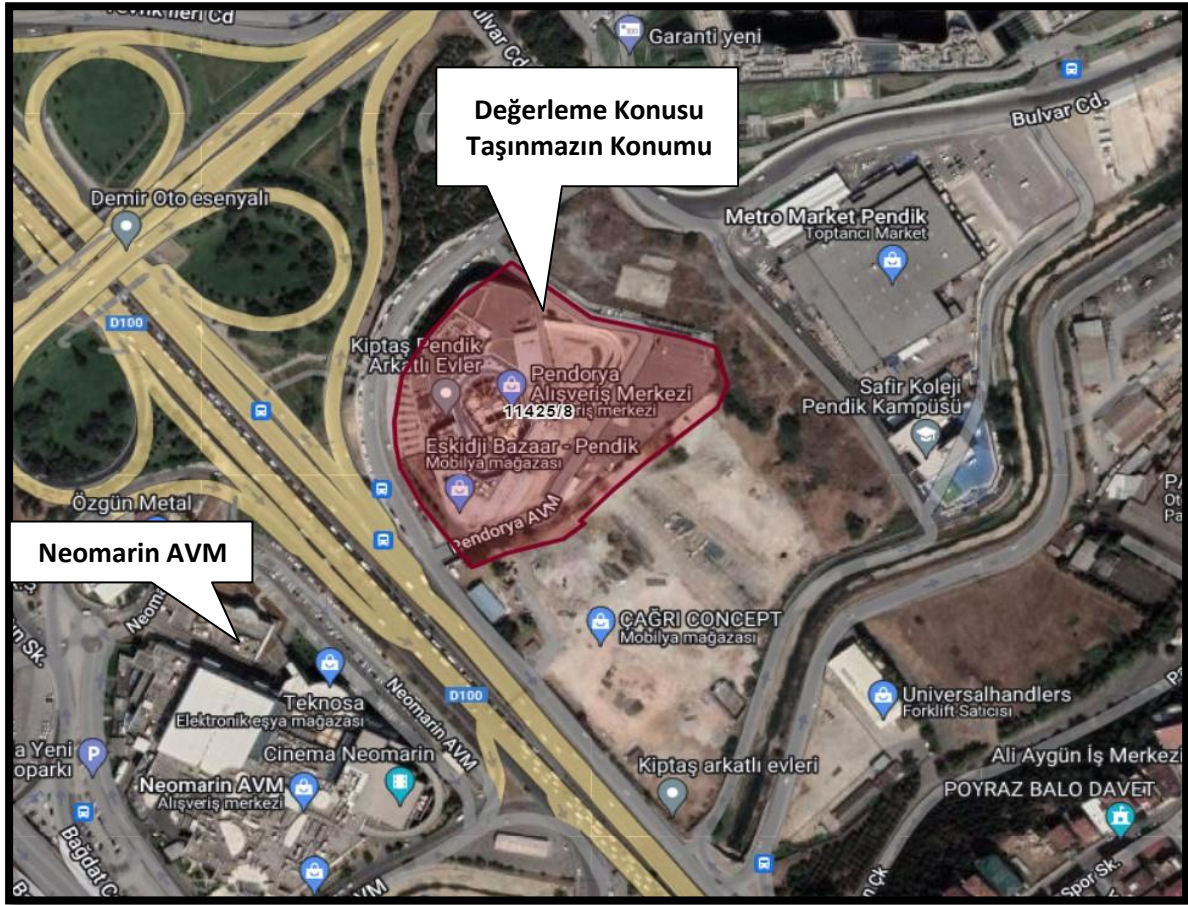 Garanti yeni
Bulvar Cd.
Değerleme Konusu
Taşınmazın Konumu
Bulvar Cd.
Demir Oto esenyalı
Metro Market Pendik
Toptancı Market
D100
Kiptaş Pendik
Arkatlı Evler
Pendorya
Alışveriş Merkezi
11425/8
Safir Koleji
Pendik Kampüsü
Eskidji Bazaar - Pendik
Mobilya mağazası
Özgün Metal
Pendorya AVM
Neomarin AVM
ÇAĞRI CONCEPT
Mobilya mağazası
Teknosa
Elektronik eşya mağazası
Neomarin AVM
D100
Universalhandlers
Forklift Satıcısı
Cinema Neomarin
Kiptaş arkatlı evleri
Ali Aygün İş Merkezi
Neomarin AVM
Alışveriş merkezi
POYRAZ BALO DAVET
Bağdat C
Spor Sk.